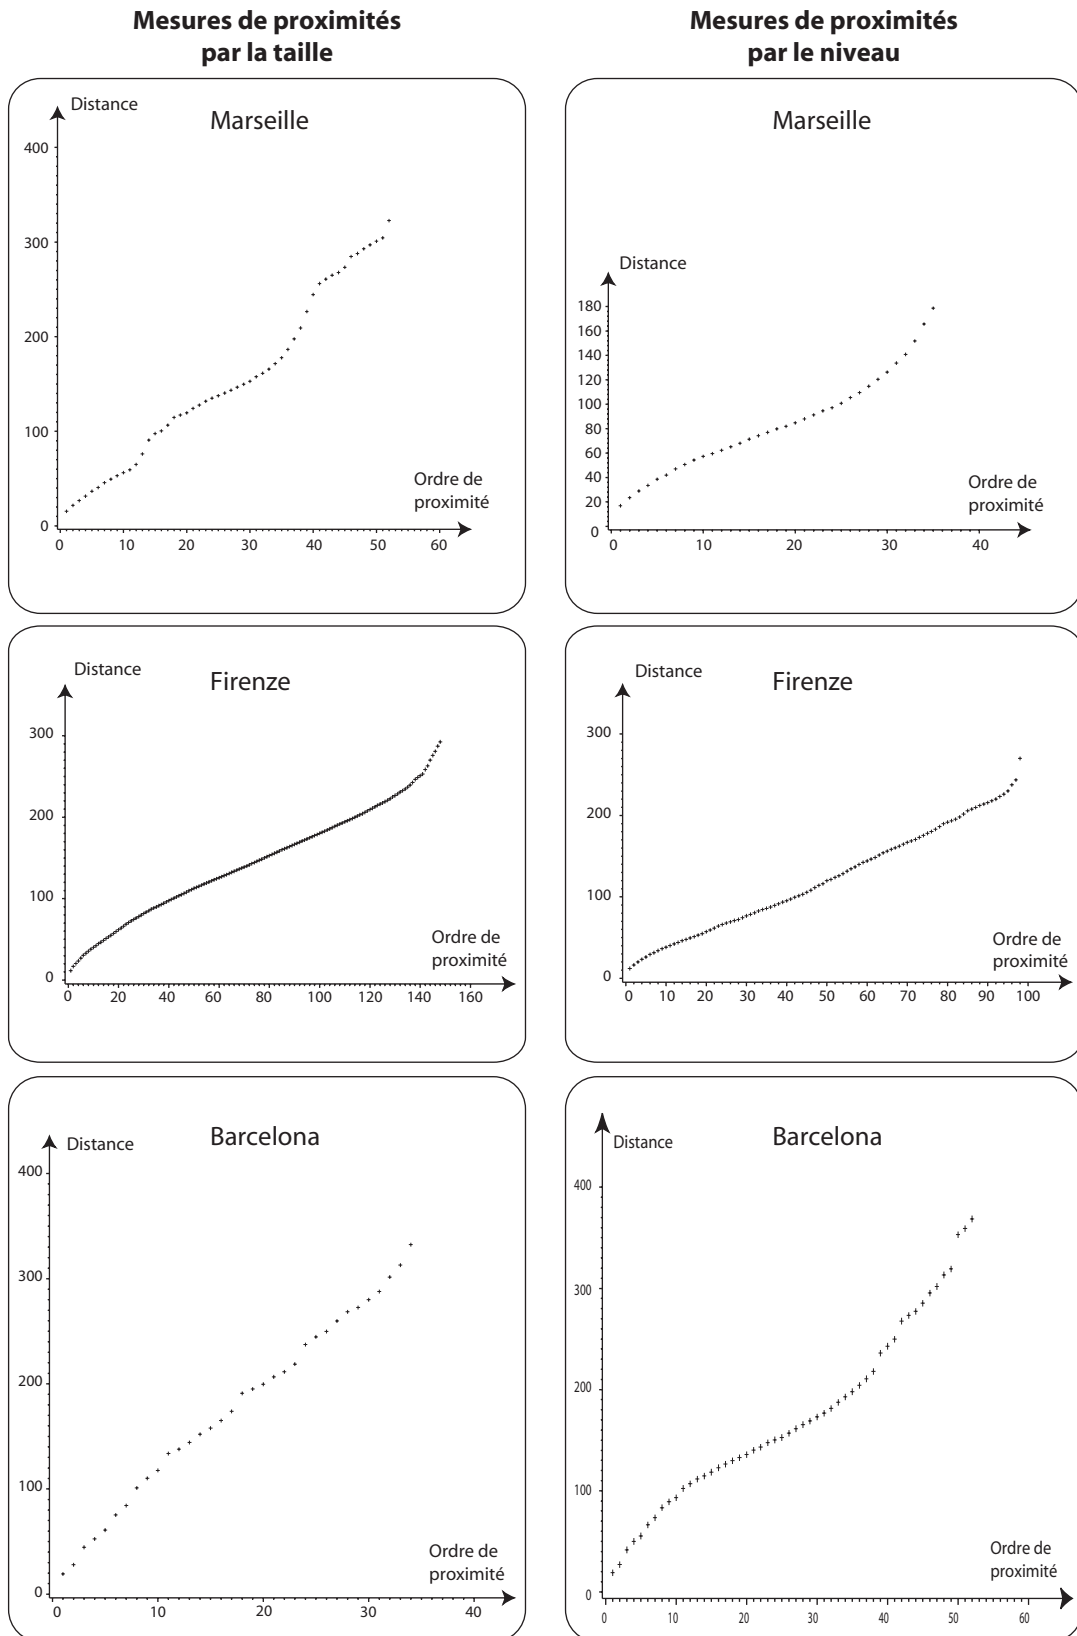 Mesures de proximités
par la taille
Mesures de proximités
par le niveau
Distance
Marseille
400
300
200
100
0
Ordre de
proximité
0 10 20 30 40 50 60
Marseille
Distance
180
160
140
120
100
80
60
40
20
0
Ordre de
proximité
0 10 20 30 40
Distance
Firenze
300
200
100
0
Ordre de
proximité
0 20 40 60 80 100 120 140 160
Distance
Firenze
300
200
100
0
Ordre de
proximité
0 10 20 30 40 50 60 70 80 90 100
Distance
Barcelona
400
300
200
100
0
Ordre de
proximité
0 10 20 30 40
Distance
Barcelona
400
300
200
100
0
Ordre de
proximité
0 10 20 30 40 50 60